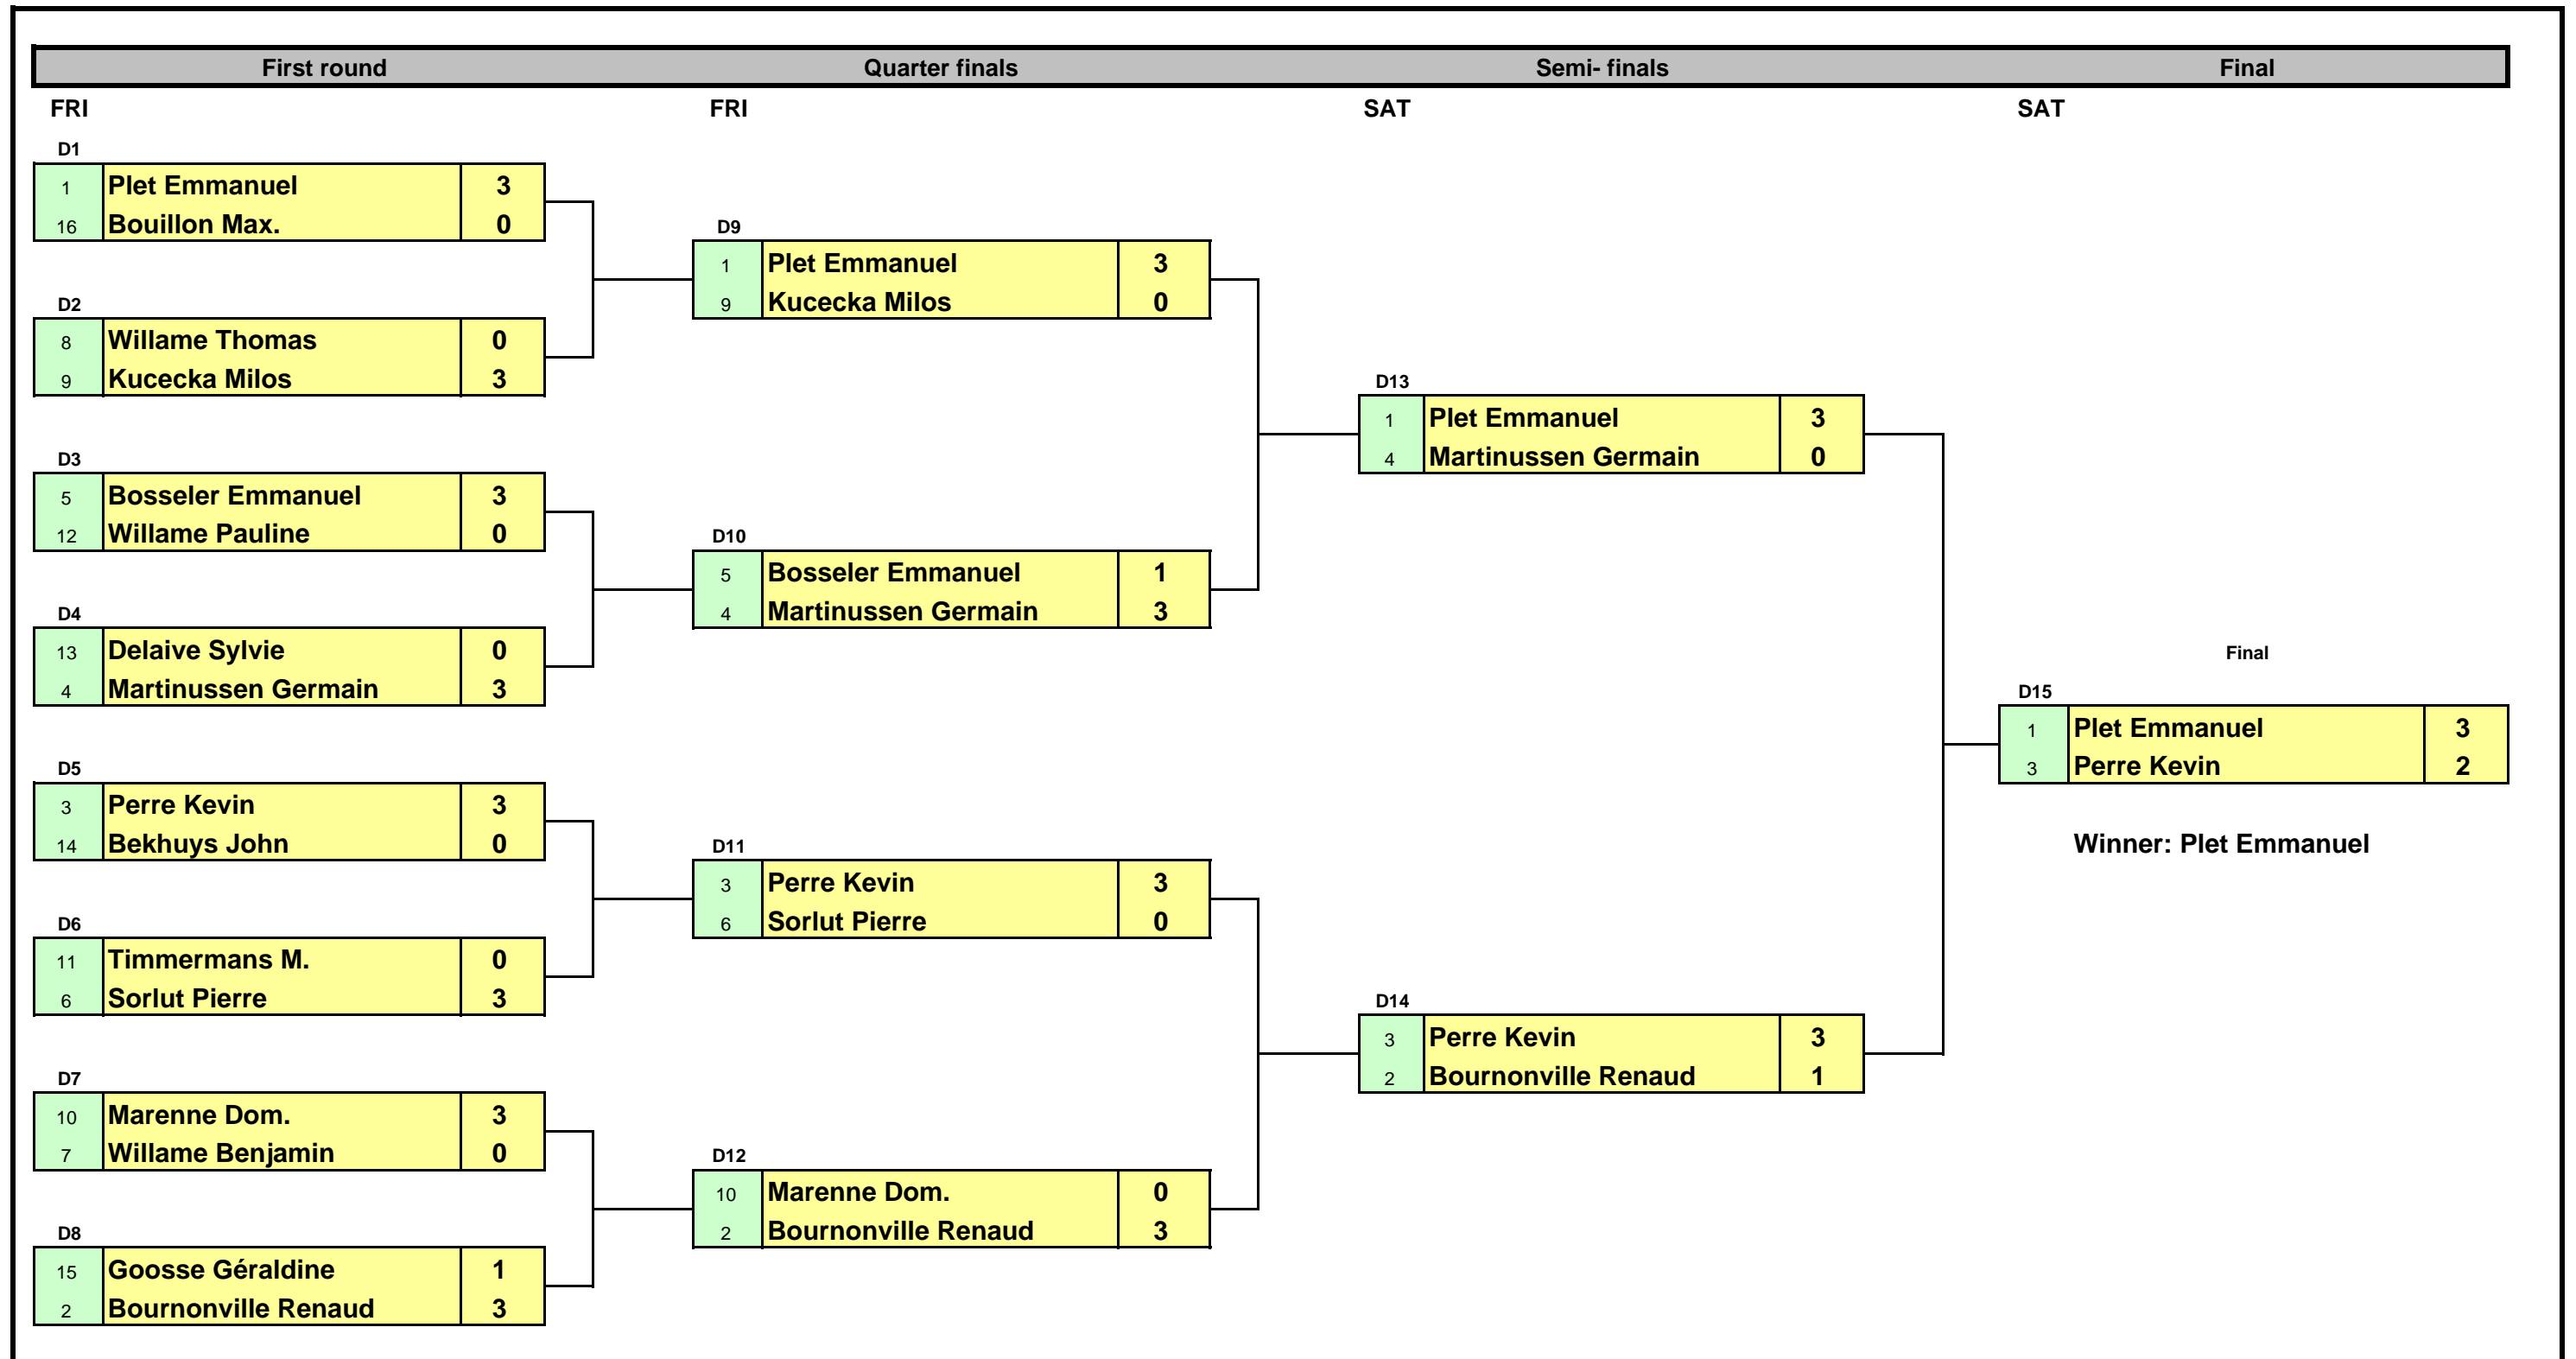 First round Quarter finals Semi- finals Final
FRI FRI SAT SAT
D1
1 Plet Emmanuel 3
16 Bouillon Max. 0
D2
8 Willame Thomas 0
9 Kucecka Milos 3
D3
5 Bosseler Emmanuel 3
12 Willame Pauline 0
D4
13 Delaive Sylvie 0
4 Martinussen Germain 3
D5
3 Perre Kevin 3
14 Bekhuys John 0
D6
11 Timmermans M. 0
6 Sorlut Pierre 3
D7
10 Marenne Dom. 3
7 Willame Benjamin 0
D8
15 Goosse Géraldine 1
2 Bournonville Renaud 3
D9
1 Plet Emmanuel 3
9 Kucecka Milos 0
D10
5 Bosseler Emmanuel 1
4 Martinussen Germain 3
D11
3 Perre Kevin 3
6 Sorlut Pierre 0
D12
10 Marenne Dom. 0
2 Bournonville Renaud 3
D13
1 Plet Emmanuel 3
4 Martinussen Germain 0
D14
3 Perre Kevin 3
2 Bournonville Renaud 1
Final
D15
1 Plet Emmanuel 3
3 Perre Kevin 2
Winner: Plet Emmanuel